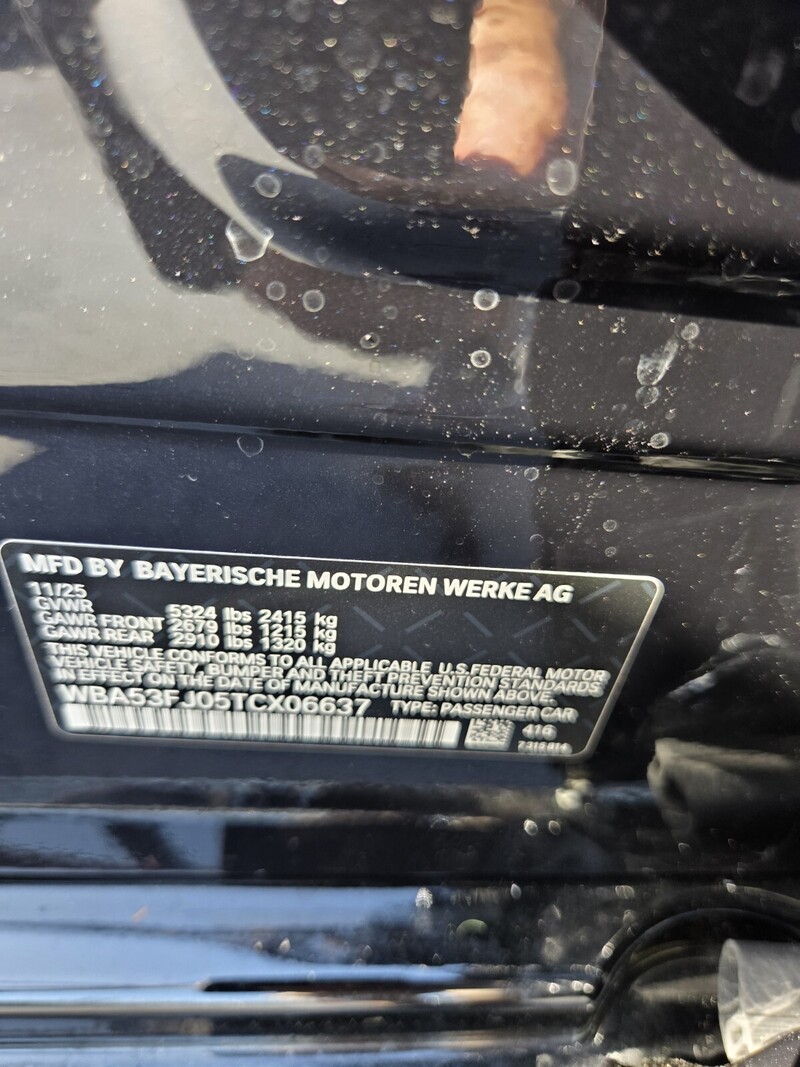 MFD BY BAYERISCHE MOTOREN WERKE AG
11/25
GVWR 5324 lbs 2415 kg
GAWR FRONT 2679 lbs 1215 kg
GAWR REAR 2910 lbs 1320 kg
THIS VEHICLE CONFORMS TO ALL APPLICABLE U.S. FEDERAL MOTOR
VEHICLE SAFETY, BUMPER AND THEFT PREVENTION STANDARDS
IN EFFECT ON THE DATE OF MANUFACTURE SHOWN ABOVE.
WBA53FJ05TCX06637 TYPE: PASSENGER CAR
416